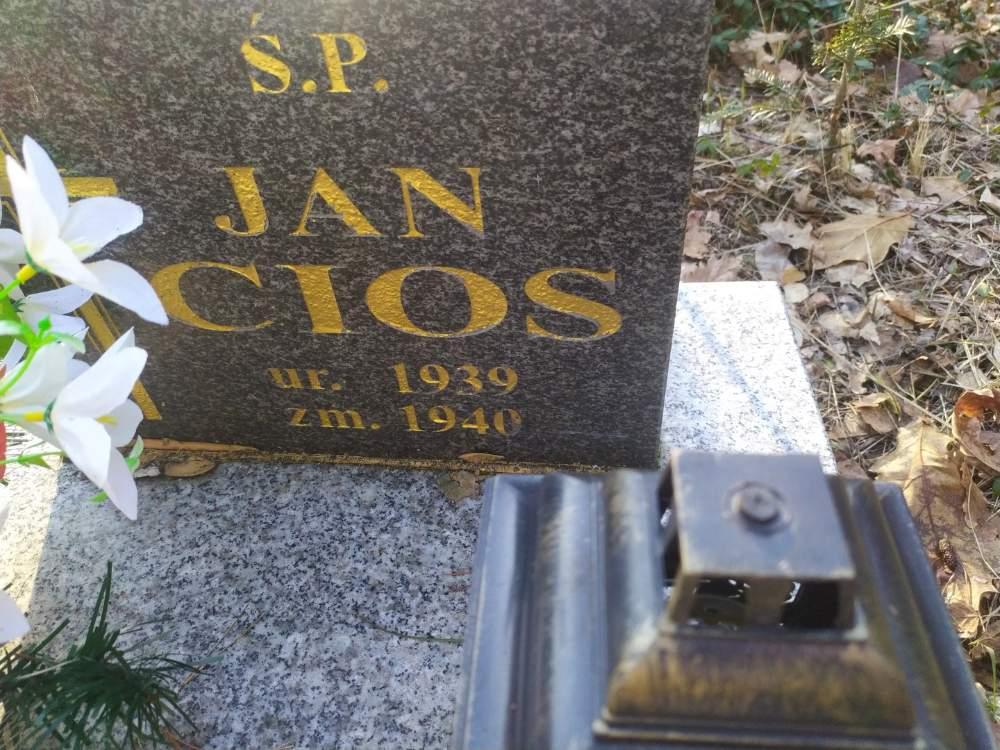 Ś.P.
JAN
CIOS
ur. 1939
zm. 1940